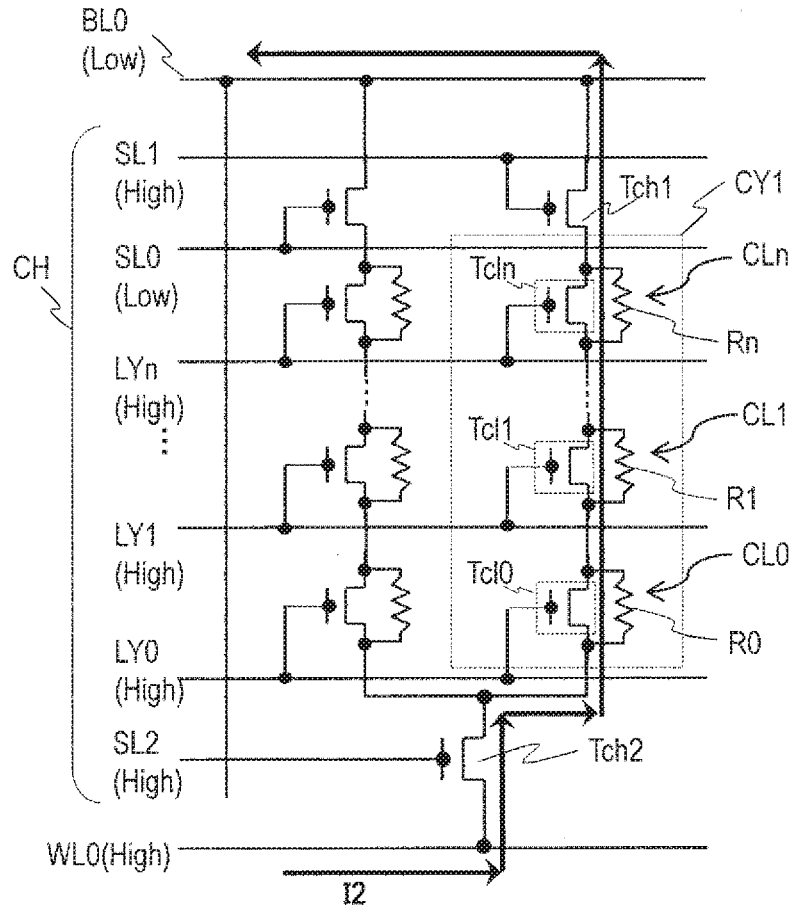 BL0
(Low)
SL1
(High)
Tch1
CY1
CH
SL0
(Low)
Tcln
CLn
Rn
LYn
(High)
⋮
Tcl1
CL1
R1
LY1
(High)
Tcl0
CL0
R0
LY0
(High)
SL2
(High)
Tch2
WL0(High)
I2